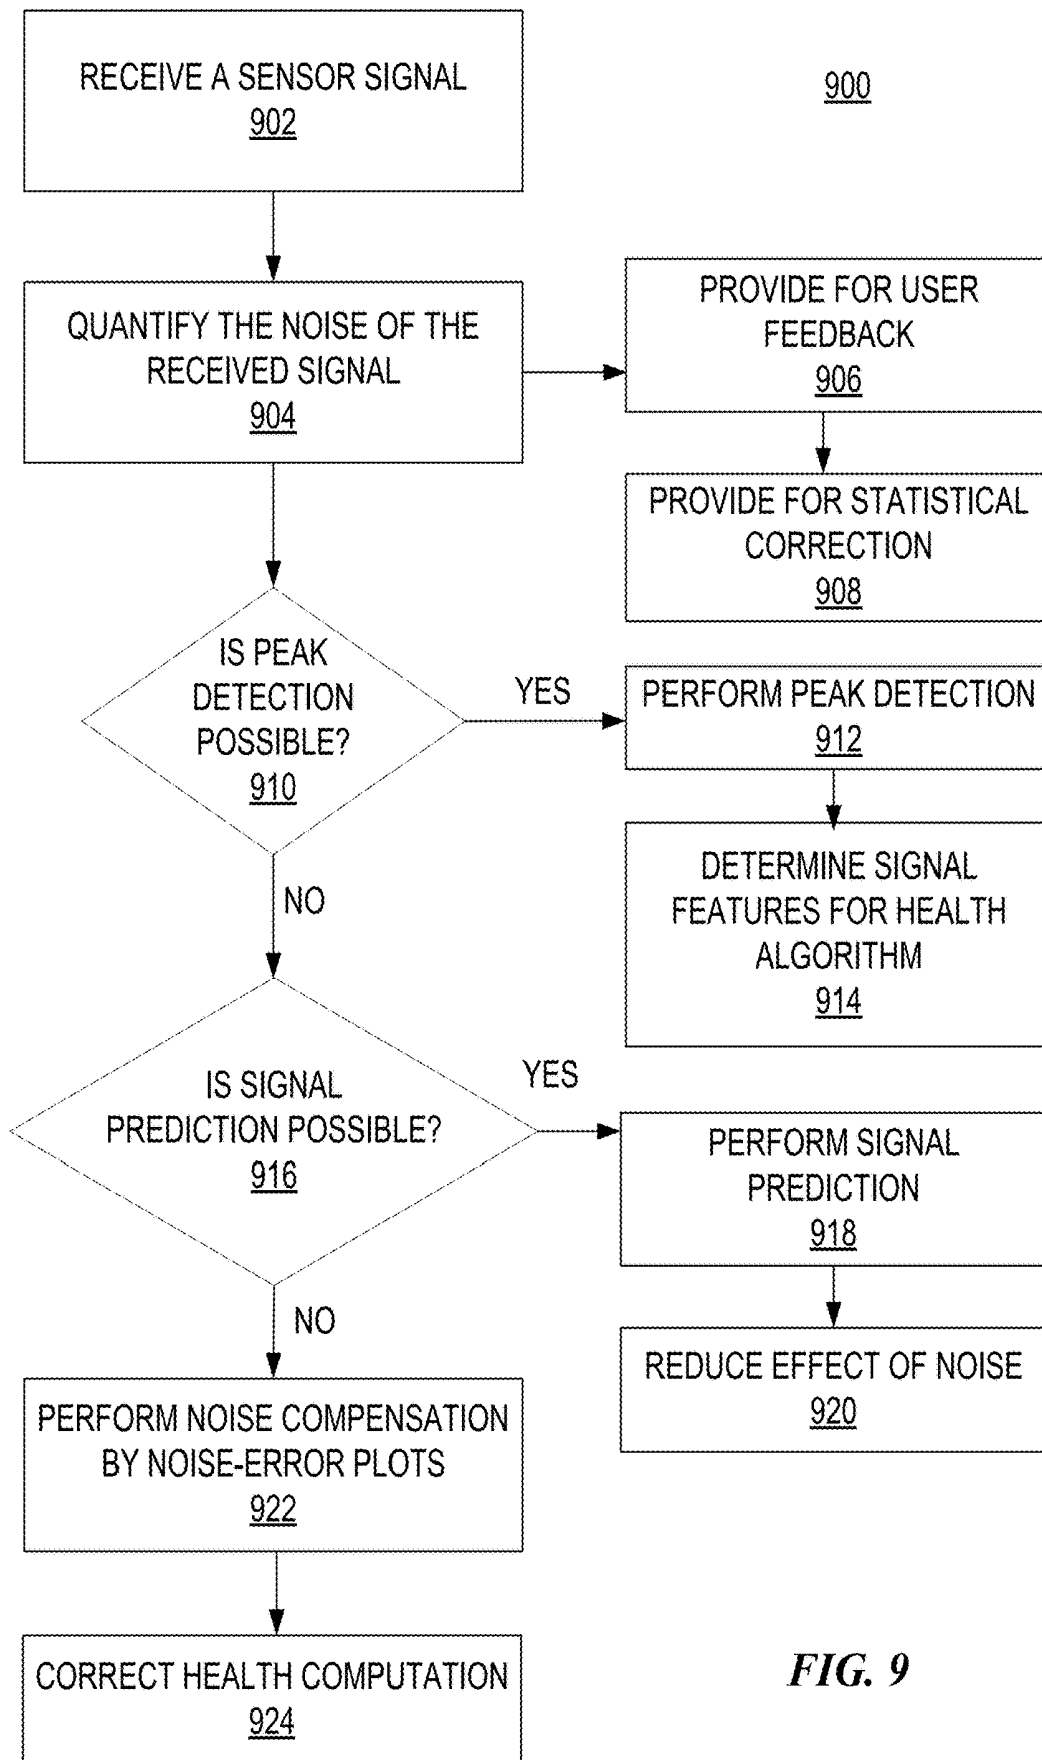 RECEIVE A SENSOR SIGNAL
902
900
QUANTIFY THE NOISE OF THE
RECEIVED SIGNAL
904
PROVIDE FOR USER
FEEDBACK
906
PROVIDE FOR STATISTICAL
CORRECTION
908
IS PEAK
DETECTION
POSSIBLE?
910
YES
PERFORM PEAK DETECTION
912
DETERMINE SIGNAL
FEATURES FOR HEALTH
ALGORITHM
914
NO
IS SIGNAL
PREDICTION POSSIBLE?
916
YES
PERFORM SIGNAL
PREDICTION
918
REDUCE EFFECT OF NOISE
920
NO
PERFORM NOISE COMPENSATION
BY NOISE-ERROR PLOTS
922
CORRECT HEALTH COMPUTATION
924
FIG. 9